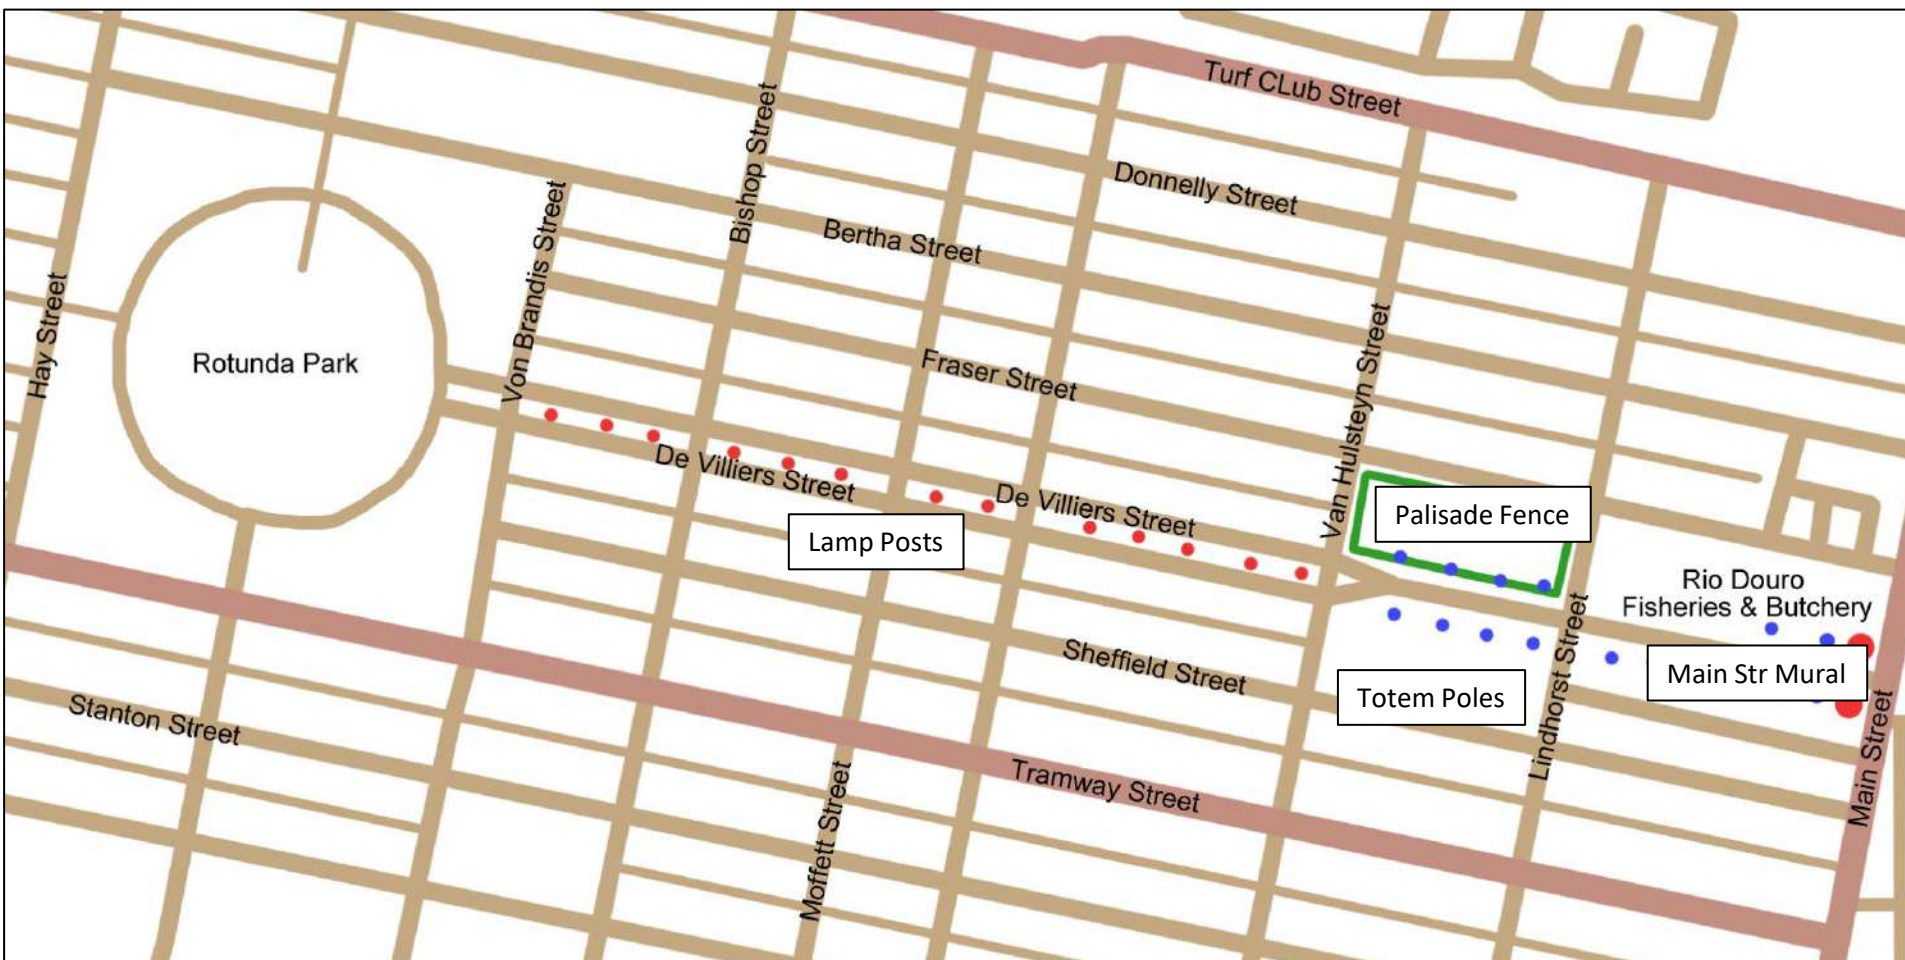 Turf CLub Street
Bishop Street
Donnelly Street
Von Brandis Street
Bertha Street
Hay Street
Rotunda Park
Van Hulsteyn Street
Fraser Street
De Villiers Street
De Villiers Street
Palisade Fence
Lamp Posts
Rio Douro
Fisheries & Butchery
Sheffield Street
Lindhorst Street
Main Str Mural
Totem Poles
Stanton Street
Main Street
Tramway Street
Moffett Street